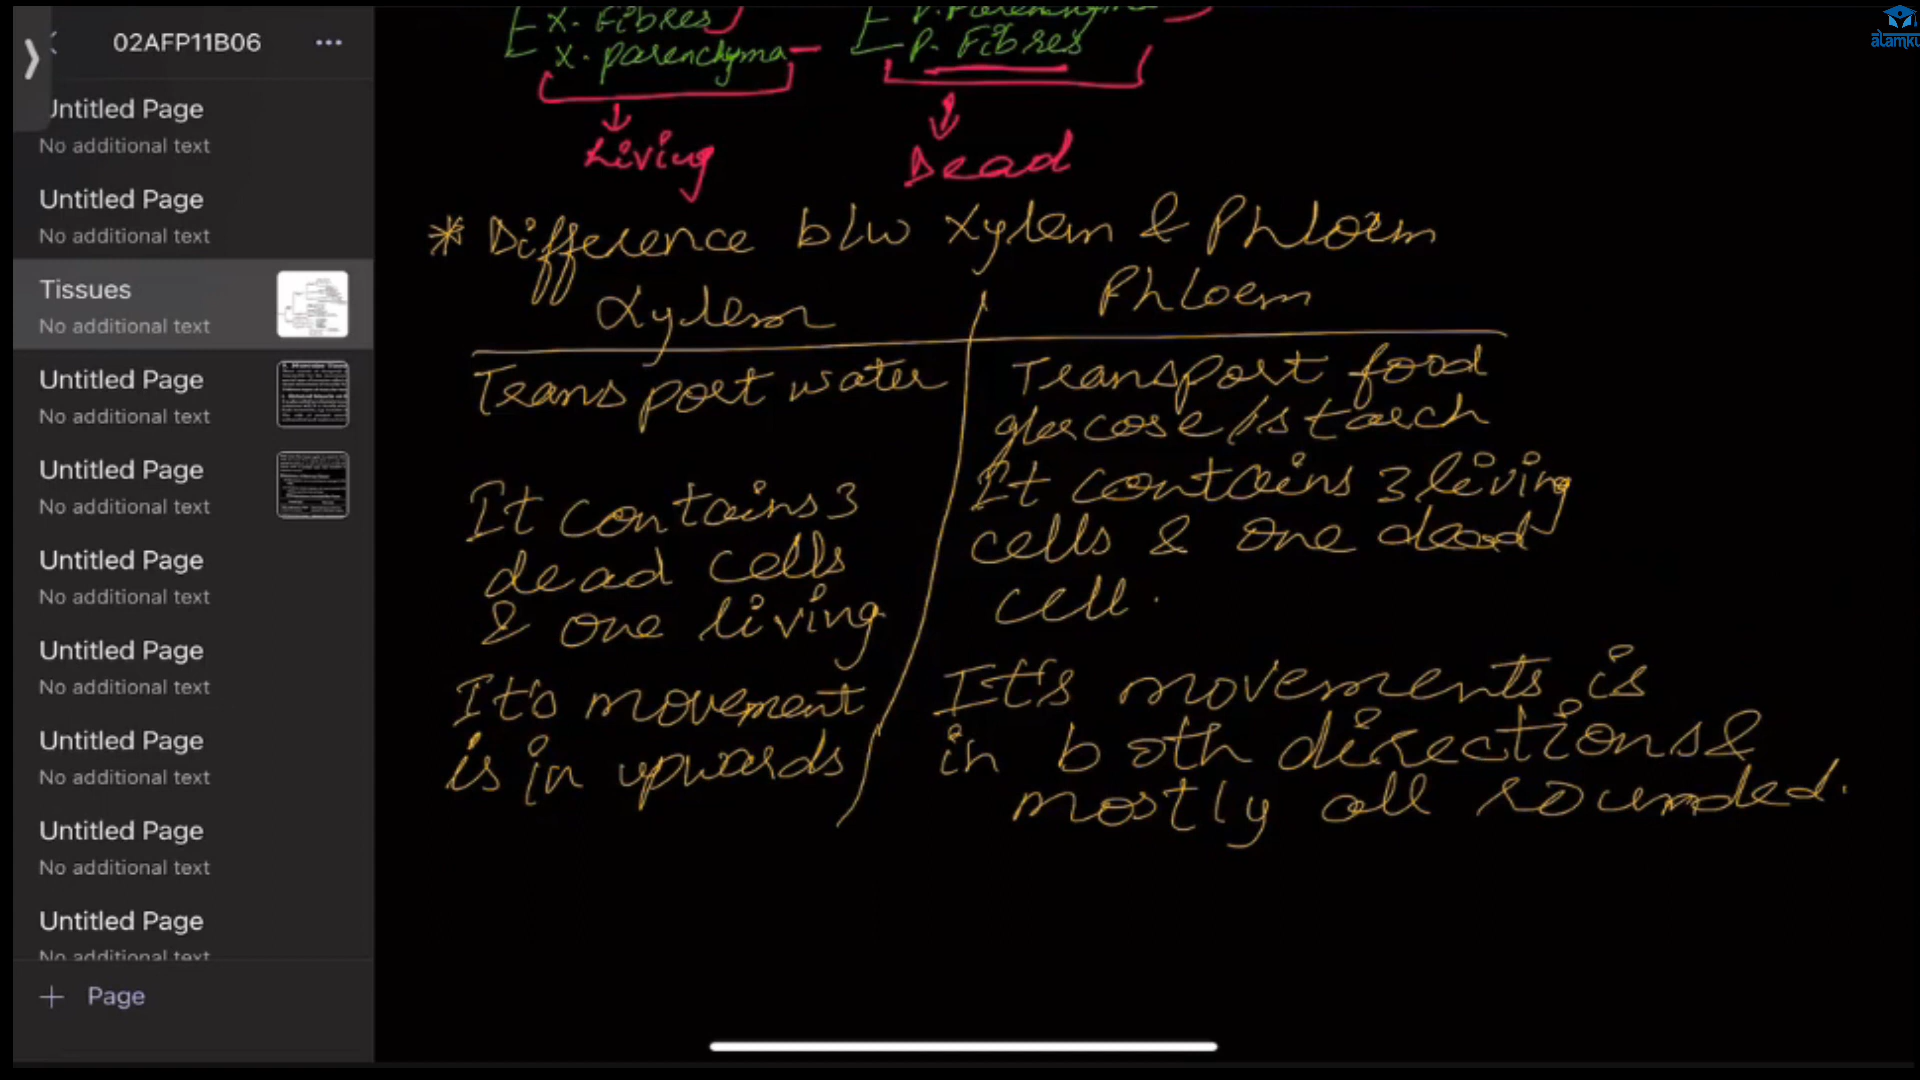 02AFP11B06
Untitled Page
No additional text
Untitled Page
No additional text
Tissues
No additional text
Untitled Page
No additional text
Untitled Page
No additional text
Untitled Page
No additional text
Untitled Page
No additional text
Untitled Page
No additional text
Untitled Page
No additional text
Untitled Page
No additional text
+ Page
X. Fibres
X. parenchyma
P. Parenchyma
P. Fibres
Living
Dead
* Difference b/w Xylem & Phloem
Xylem
Phloem
Transport water
Transport food
glucose/starch
It contains 3
dead cells
& one living
It contains 3 living
cells & one dead
cell.
It's movement
is in upwards
It's movements is
in both directions &
mostly all rounded.